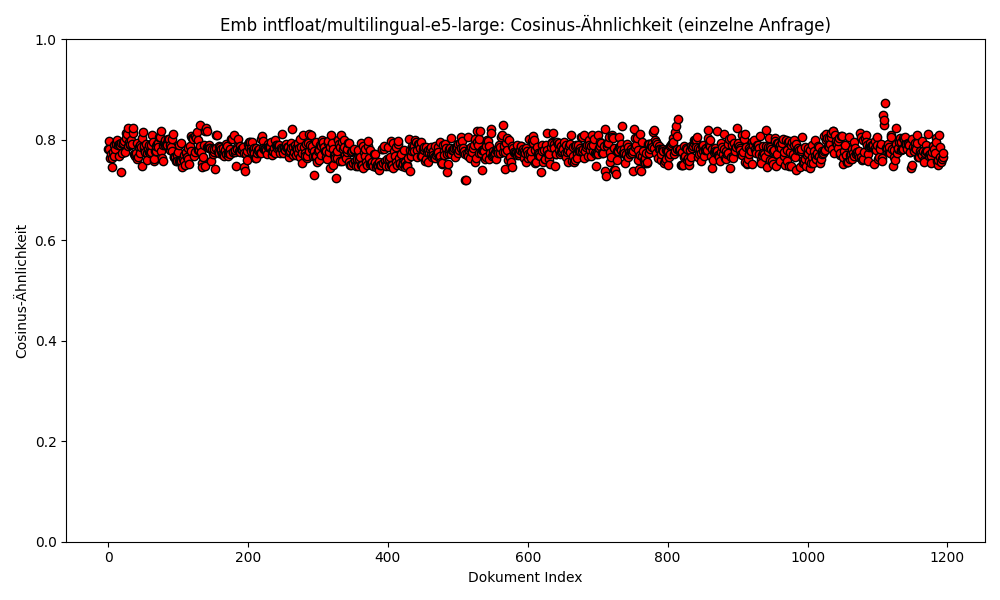 Emb intfloat/multilingual-e5-large: Cosinus-Ähnlichkeit (einzelne Anfrage)
1.0
0.8
0.6
0.4
0.2
0.0
Cosinus-Ähnlichkeit
0 200 400 600 800 1000 1200
Dokument Index